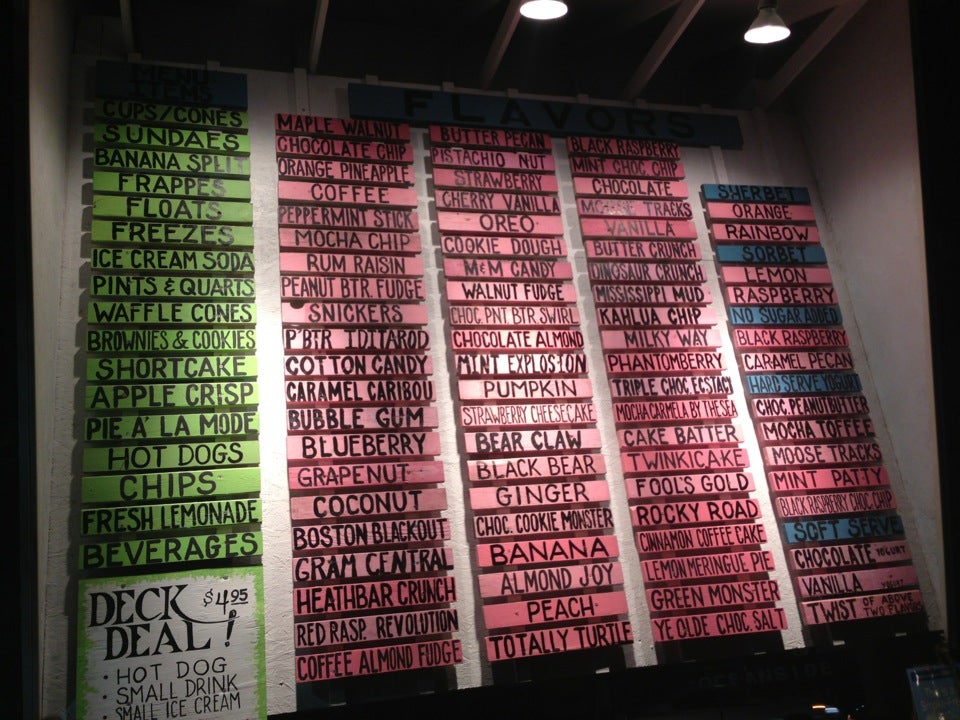 MENU ITEMS
CUPS/CONES
SUNDAES
BANANA SPLIT
FRAPPES
FLOATS
FREEZES
ICE CREAM SODA
PINTS & QUARTS
WAFFLE CONES
BROWNIES & COOKIES
SHORTCAKE
APPLE CRISP
PIE A' LA MODE
HOT DOGS
CHIPS
FRESH LEMONADE
BEVERAGES
DECK DEAL! $4.95
• HOT DOG
• SMALL DRINK
• SMALL ICE CREAM
FLAVORS
MAPLE WALNUT
CHOCOLATE CHIP
ORANGE PINEAPPLE
COFFEE
PEPPERMINT STICK
MOCHA CHIP
RUM RAISIN
PEANUT BTR. FUDGE
SNICKERS
P.BTR IDITAROD
COTTON CANDY
CARAMEL CARIBOU
BUBBLE GUM
BLUEBERRY
GRAPENUT
COCONUT
BOSTON BLACKOUT
GRAM CENTRAL
HEATHBAR CRUNCH
RED RASP. REVOLUTION
COFFEE ALMOND FUDGE
BUTTER PECAN
PISTACHIO NUT
STRAWBERRY
CHERRY VANILLA
OREO
COOKIE DOUGH
M&M CANDY
WALNUT FUDGE
CHOC PNT BTR SWIRL
CHOCOLATE ALMOND
MINT EXPLOSION
PUMPKIN
STRAWBERRY CHEESECAKE
BEAR CLAW
BLACK BEAR
GINGER
CHOC. COOKIE MONSTER
BANANA
ALMOND JOY
PEACH
TOTALLY TURTLE
BLACK RASPBERRY
MINT CHOC CHIP
CHOCOLATE
MOOSE TRACKS
VANILLA
BUTTER CRUNCH
DINOSAUR CRUNCH
MISSISSIPPI MUD
KAHLUA CHIP
MILKY WAY
PHANTOMBERRY
TRIPLE CHOC ECSTACY
MOCHA CARMELA BY THE SEA
CAKE BATTER
TWINKICAKE
FOOL'S GOLD
ROCKY ROAD
CINNAMON COFFEE CAKE
LEMON MERINGUE PIE
GREEN MONSTER
YE OLDE CHOC. SALT
SHERBET
ORANGE
RAINBOW
SORBET
LEMON
RASPBERRY
NO SUGAR ADDED
BLACK RASPBERRY
CARAMEL PECAN
HARD SERVE YOGURT
CHOC. PEANUT BUTTER
MOCHA TOFFEE
MOOSE TRACKS
MINT PATTY
BLACK RASPBERRY CHOC. CHIP
SOFT SERVE
CHOCOLATE YOGURT
VANILLA YOGURT
TWIST OF ABOVE TWO FLAVORS
OCEANSIDE